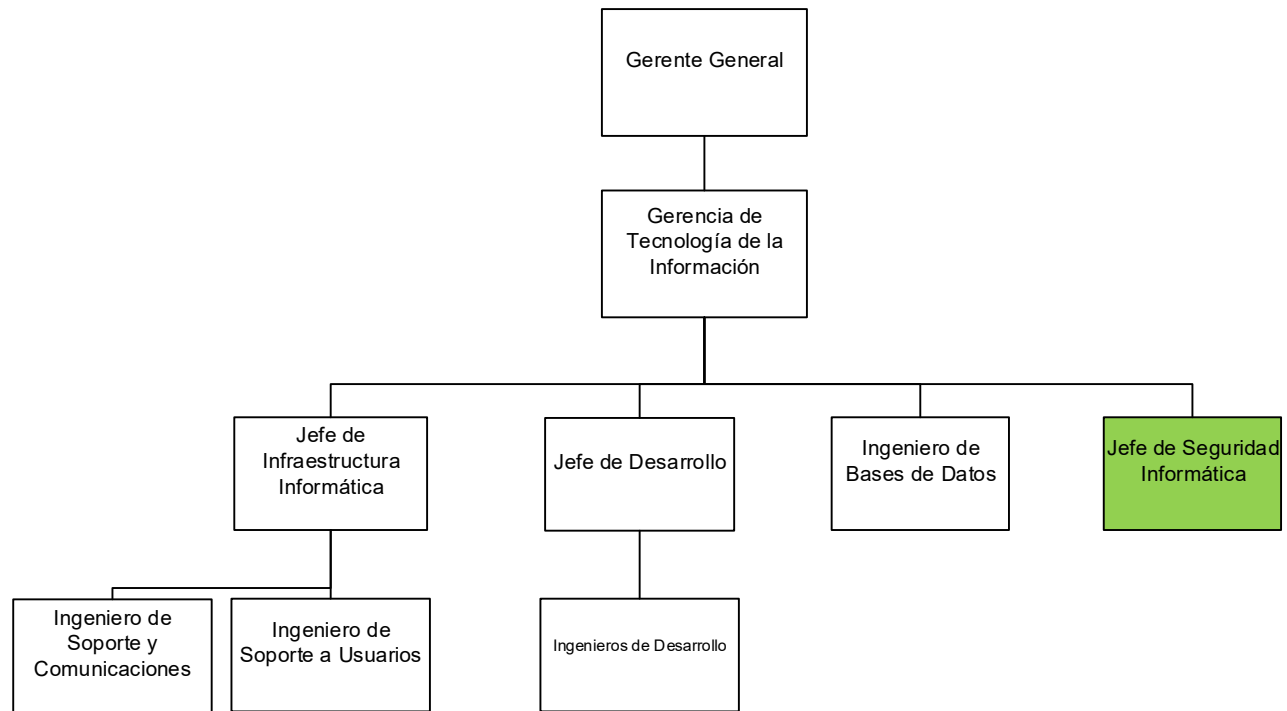 Gerente General
Gerencia de
Tecnología de la
Información
Jefe de
Infraestructura
Informática
Jefe de Desarrollo
Ingeniero de
Bases de Datos
Jefe de Seguridad
Informática
Ingeniero de
Soporte y
Comunicaciones
Ingeniero de
Soporte a Usuarios
Ingenieros de Desarrollo